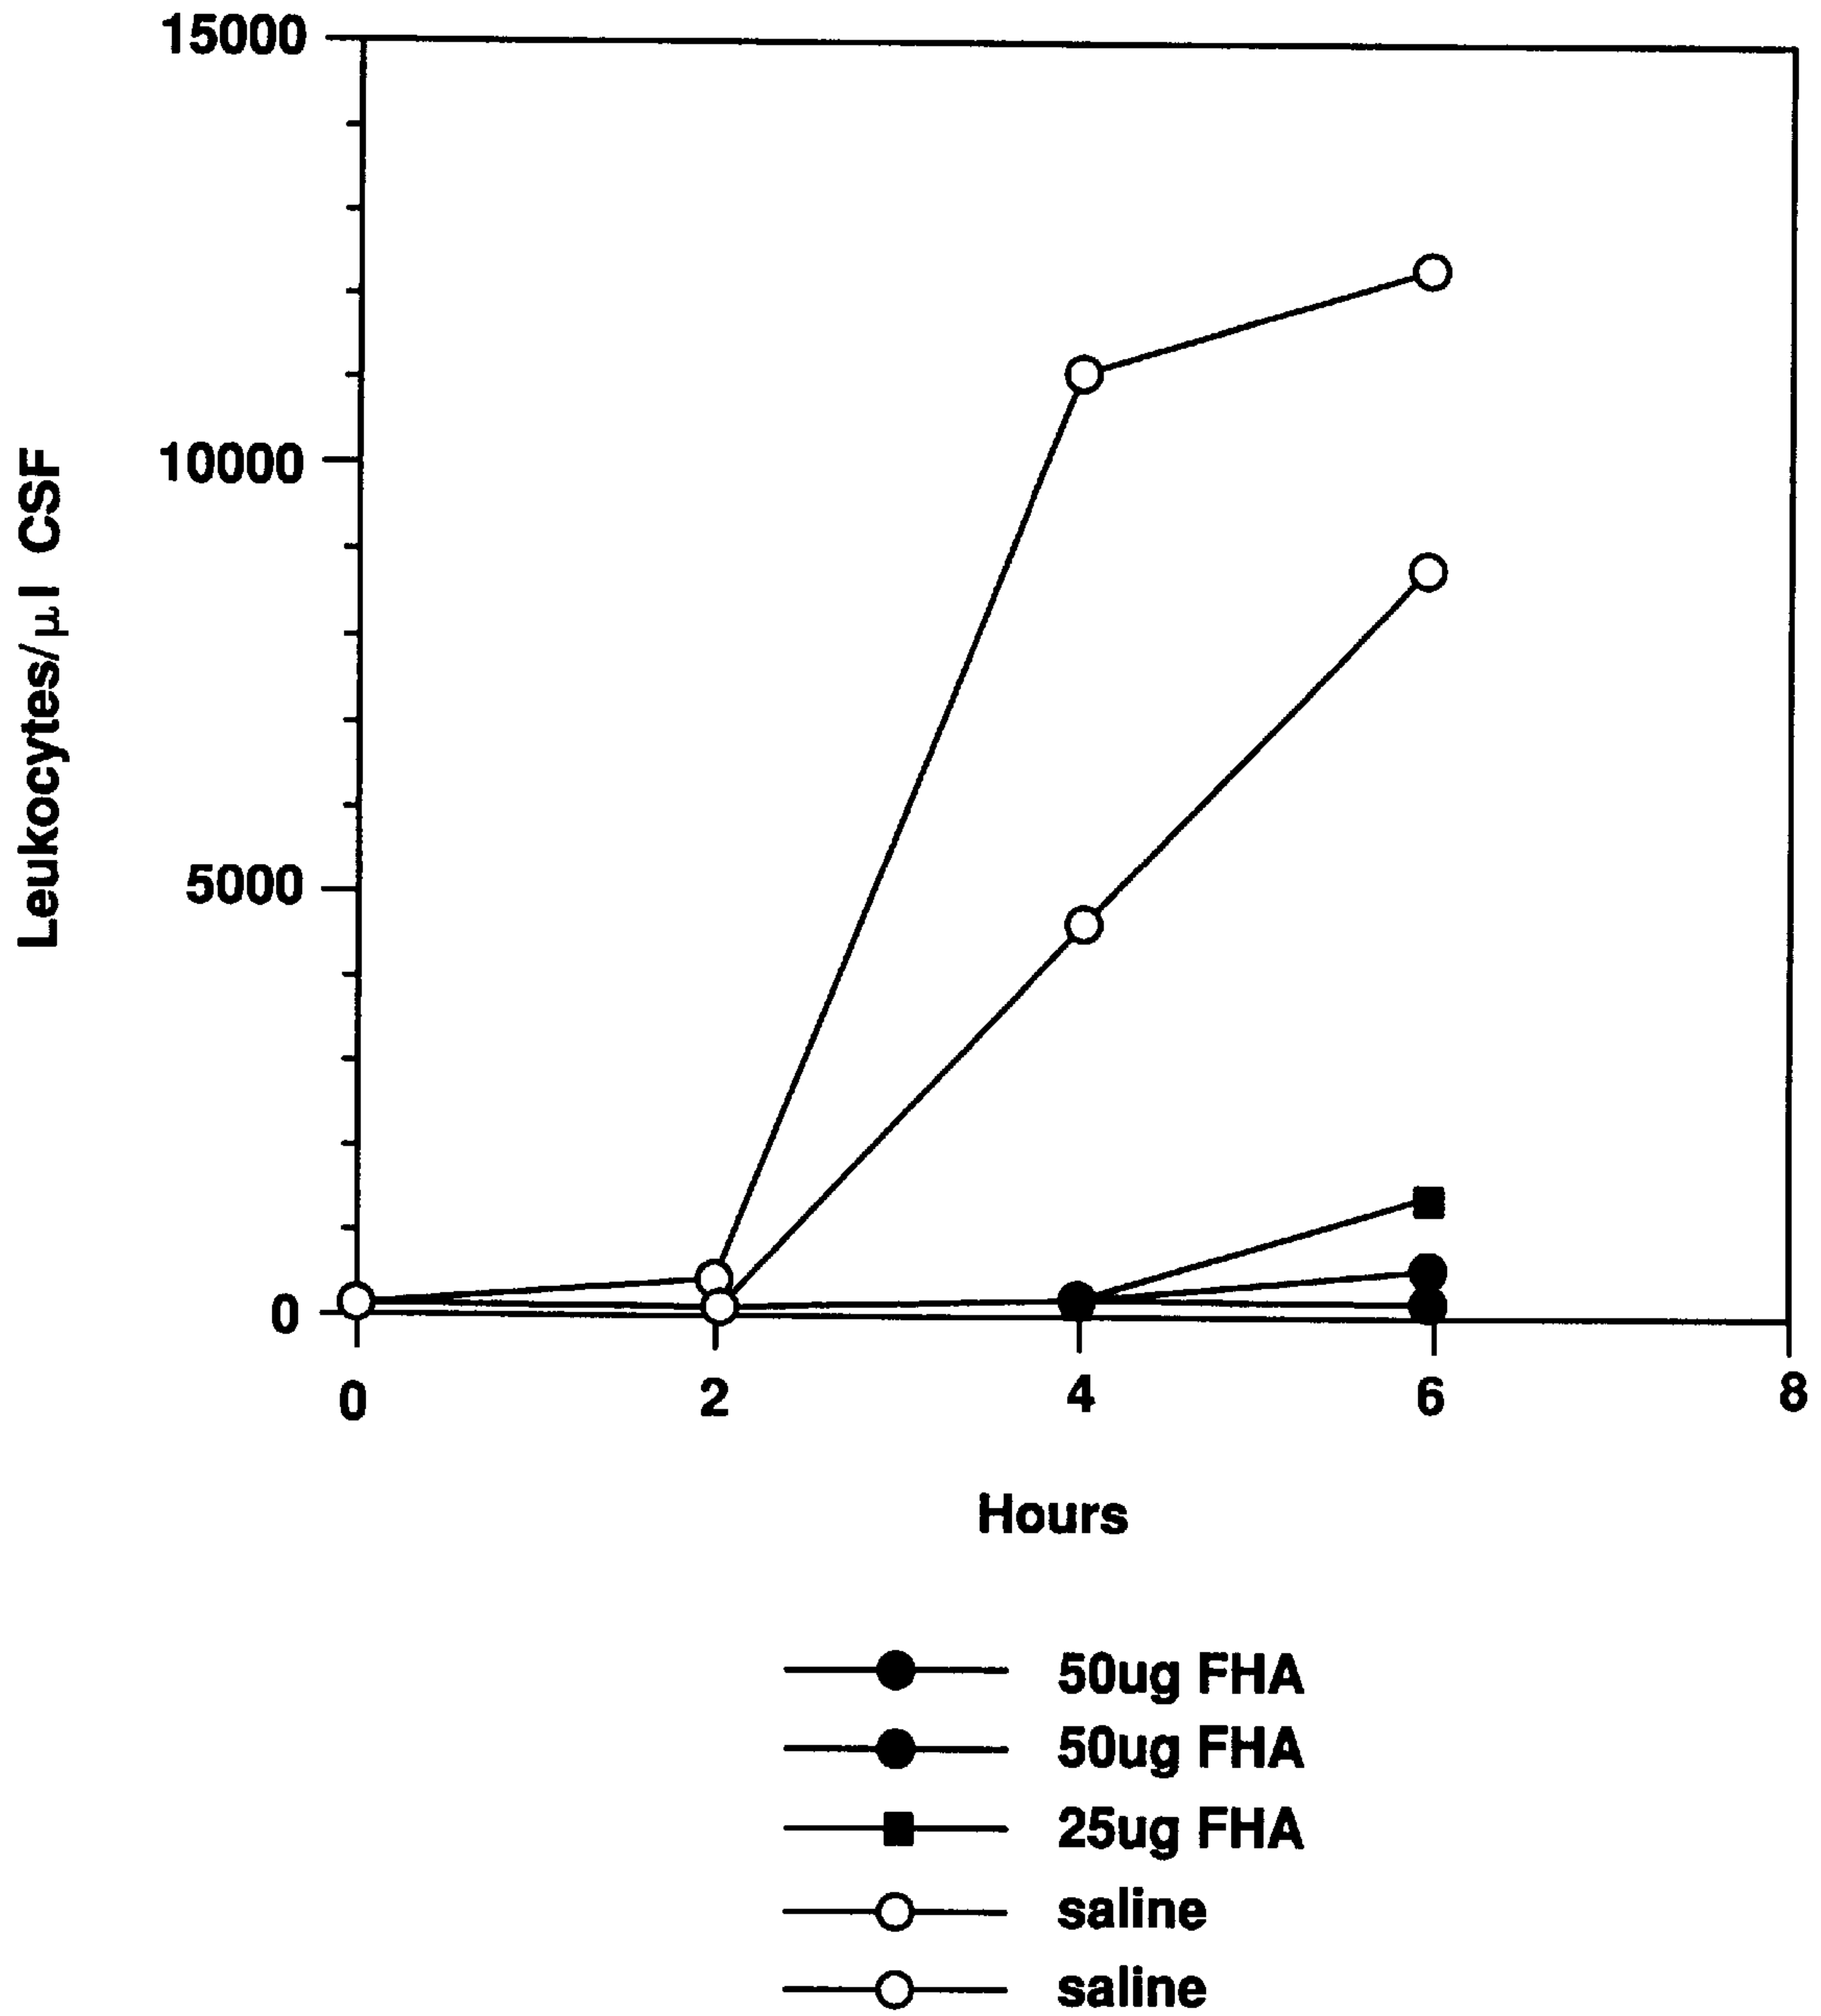 15000
10000
5000
0
Leukocytes/µl CSF
0 2 4 6 8
Hours
50ug FHA
50ug FHA
25ug FHA
saline
saline